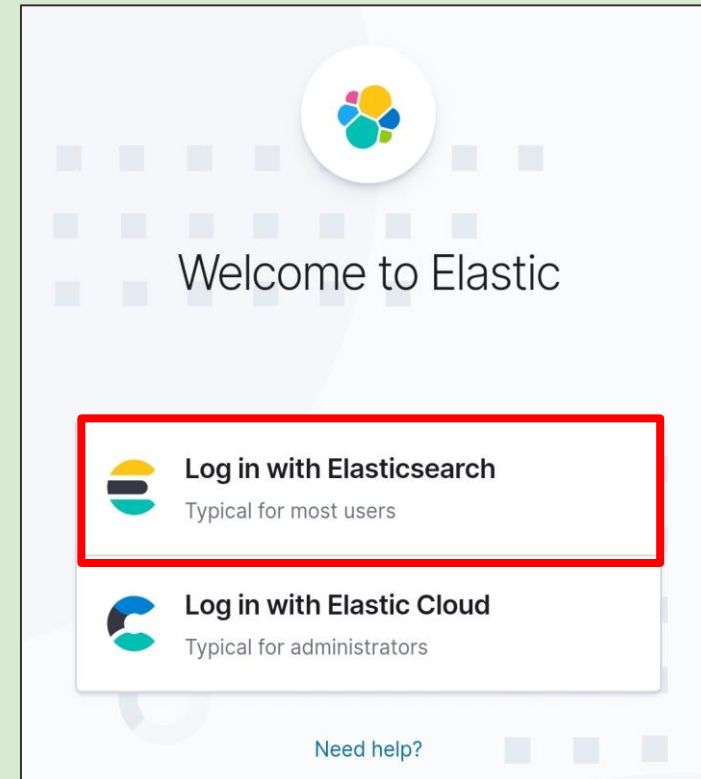 Welcome to Elastic
Log in with Elasticsearch
Typical for most users
Log in with Elastic Cloud
Typical for administrators
Need help?